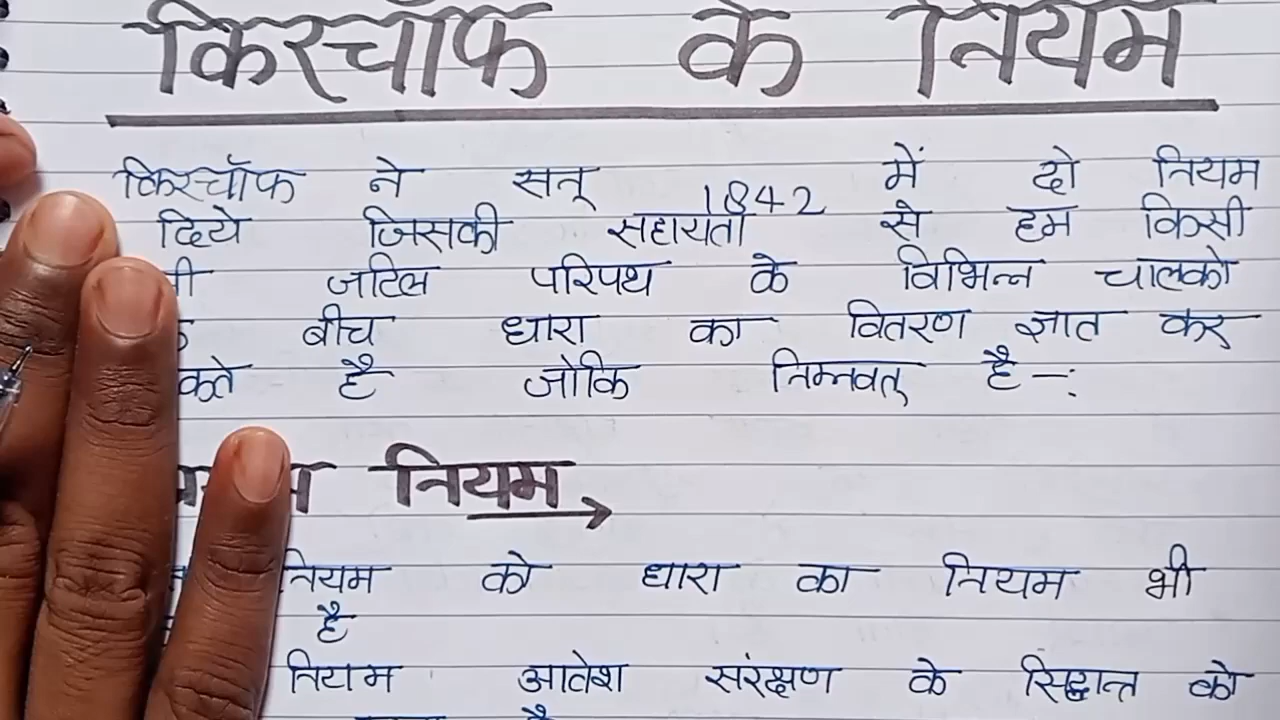 किरचॉफ के नियम
किरचॉफ ने सन् 1842 में दो नियम
दिये जिसकी सहायता से हम किसी
जटिल परिपथ के विभिन्न चालको
बीच धारा का वितरण ज्ञात कर
है जोकि निम्नवत् है -:
नियम
नियम को धारा का नियम भी
है
नियम आवेश संरक्षण के सिद्वान्त को